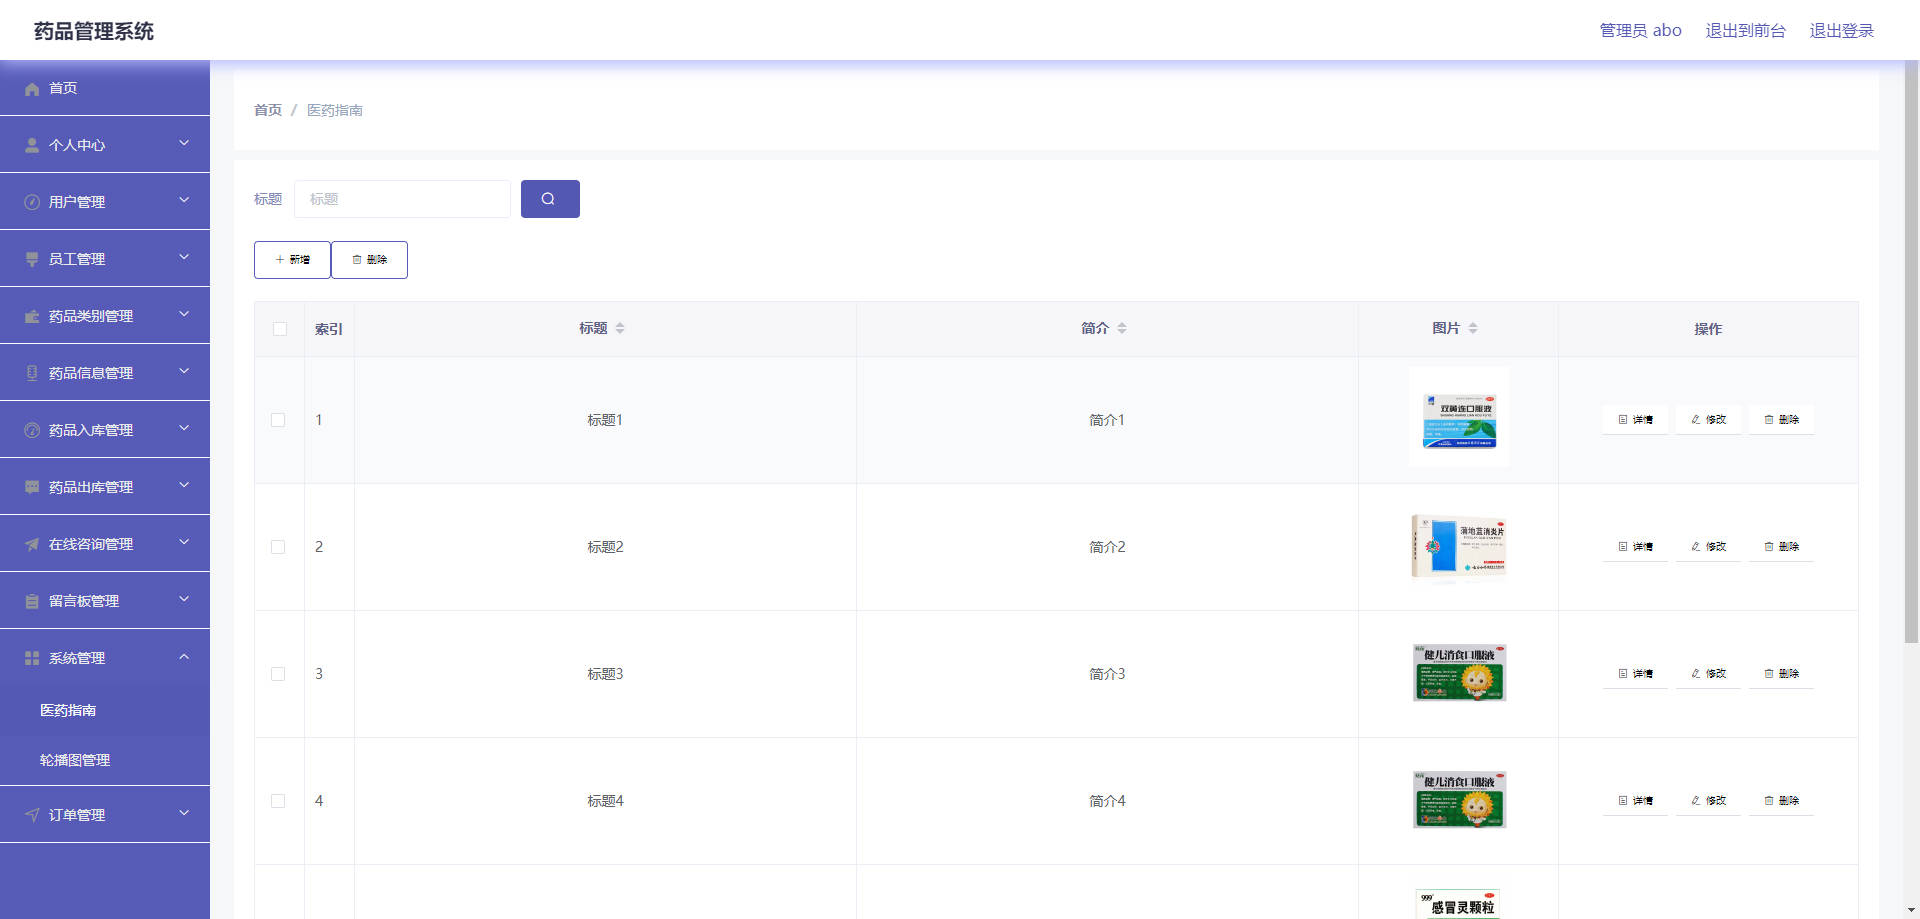 药品管理系统
管理员 abo 退出到前台 退出登录
首页
个人中心
用户管理
员工管理
药品类别管理
药品信息管理
药品入库管理
药品出库管理
在线咨询管理
留言板管理
系统管理
医药指南
轮播图管理
订单管理
首页 / 医药指南
标题 标题
新增 删除
索引 标题 简介 图片 操作
1 标题1 简介1 双黄连口服液 详情 修改 删除
2 标题2 简介2 蒲地蓝消炎片 详情 修改 删除
3 标题3 简介3 健儿消食口服液 详情 修改 删除
4 标题4 简介4 健儿消食口服液 详情 修改 删除
999
感冒灵颗粒